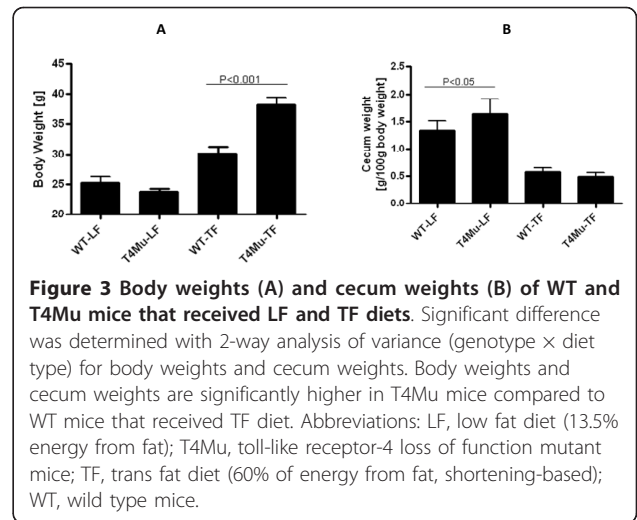 A
B
P<0.001
Body Weight [g]
45
40
35
30
25
20
WT-LF
T4Mu-LF
WT-TF
T4Mu-TF
P<0.05
Cecum weight
[g/100g body weight]
2.5
2.0
1.5
1.0
0.5
0.0
WT-LF
T4Mu-LF
WT-TF
T4Mu-TF
Figure 3 Body weights (A) and cecum weights (B) of WT and
T4Mu mice that received LF and TF diets. Significant difference
was determined with 2-way analysis of variance (genotype × diet
type) for body weights and cecum weights. Body weights and
cecum weights are significantly higher in T4Mu mice compared to
WT mice that received TF diet. Abbreviations: LF, low fat diet (13.5%
energy from fat); T4Mu, toll-like receptor-4 loss of function mutant
mice; TF, trans fat diet (60% of energy from fat, shortening-based);
WT, wild type mice.